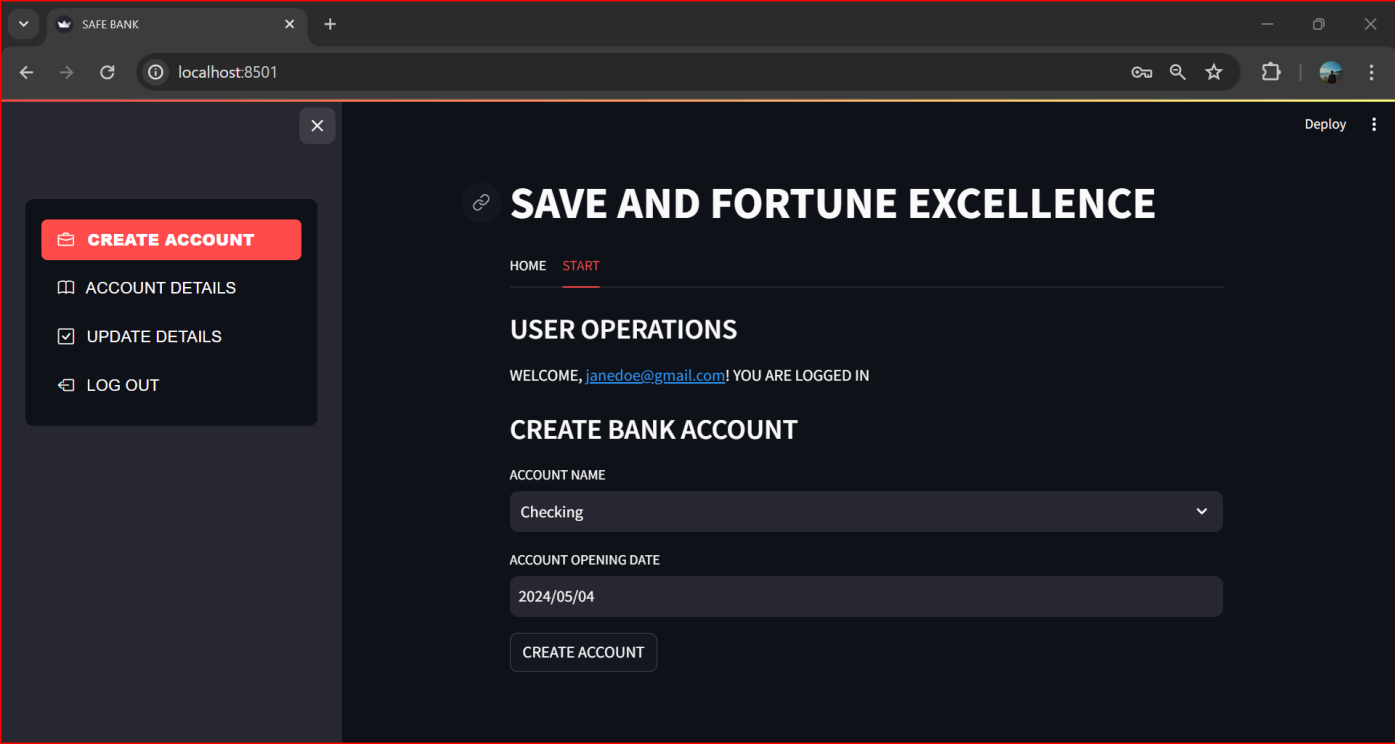 SAFE BANK
localhost:8501
Deploy
CREATE ACCOUNT
ACCOUNT DETAILS
UPDATE DETAILS
LOG OUT
SAVE AND FORTUNE EXCELLENCE
HOME START
USER OPERATIONS
WELCOME, janedoe@gmail.com! YOU ARE LOGGED IN
CREATE BANK ACCOUNT
ACCOUNT NAME
Checking
ACCOUNT OPENING DATE
2024/05/04
CREATE ACCOUNT